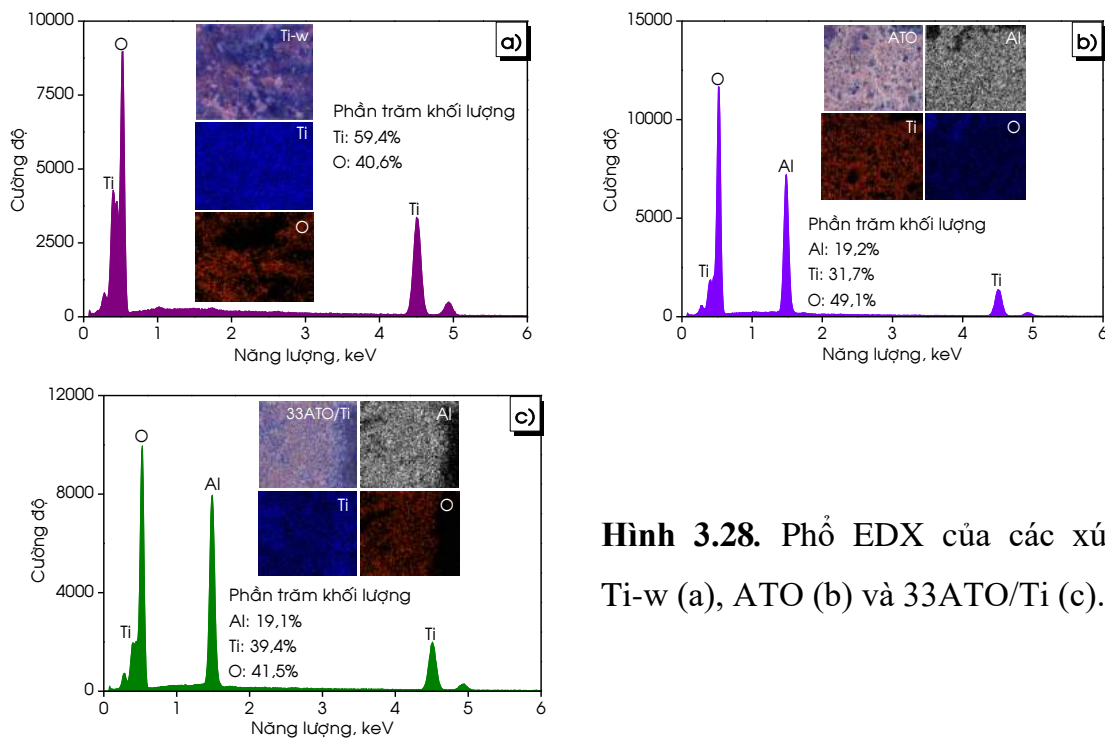 a)
10000
7500
5000
2500
0
Cường độ
O
Ti
Ti
Ti-w
Ti
O
Phần trăm khối lượng
Ti: 59,4%
O: 40,6%
0 1 2 3 4 5 6
Năng lượng, keV
b)
15000
10000
5000
0
Cường độ
O
Ti
Al
Ti
ATO
Al
Ti
O
Phần trăm khối lượng
Al: 19,2%
Ti: 31,7%
O: 49,1%
0 1 2 3 4 5 6
Năng lượng, keV
c)
12000
8000
4000
0
Cường độ
O
Ti
Al
Ti
33ATO/Ti
Al
Ti
O
Phần trăm khối lượng
Al: 19,1%
Ti: 39,4%
O: 41,5%
0 1 2 3 4 5 6
Năng lượng, keV
Hình 3.28. Phổ EDX của các xú
Ti-w (a), ATO (b) và 33ATO/Ti (c).